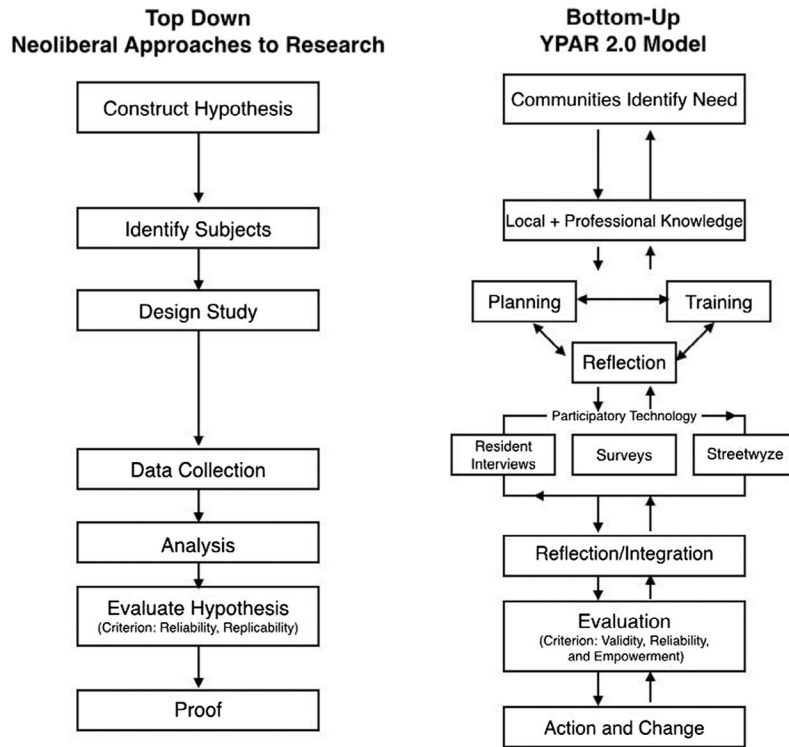 Top Down
Neoliberal Approaches to Research
Construct Hypothesis
Identify Subjects
Design Study
Data Collection
Analysis
Evaluate Hypothesis
(Criterion: Reliability, Replicability)
Proof
Bottom-Up
YPAR 2.0 Model
Communities Identify Need
Local + Professional Knowledge
Planning
Training
Reflection
Participatory Technology
Resident
Interviews
Surveys
Streetwyze
Reflection/Integration
Evaluation
(Criterion: Validity, Reliability,
and Empowerment)
Action and Change